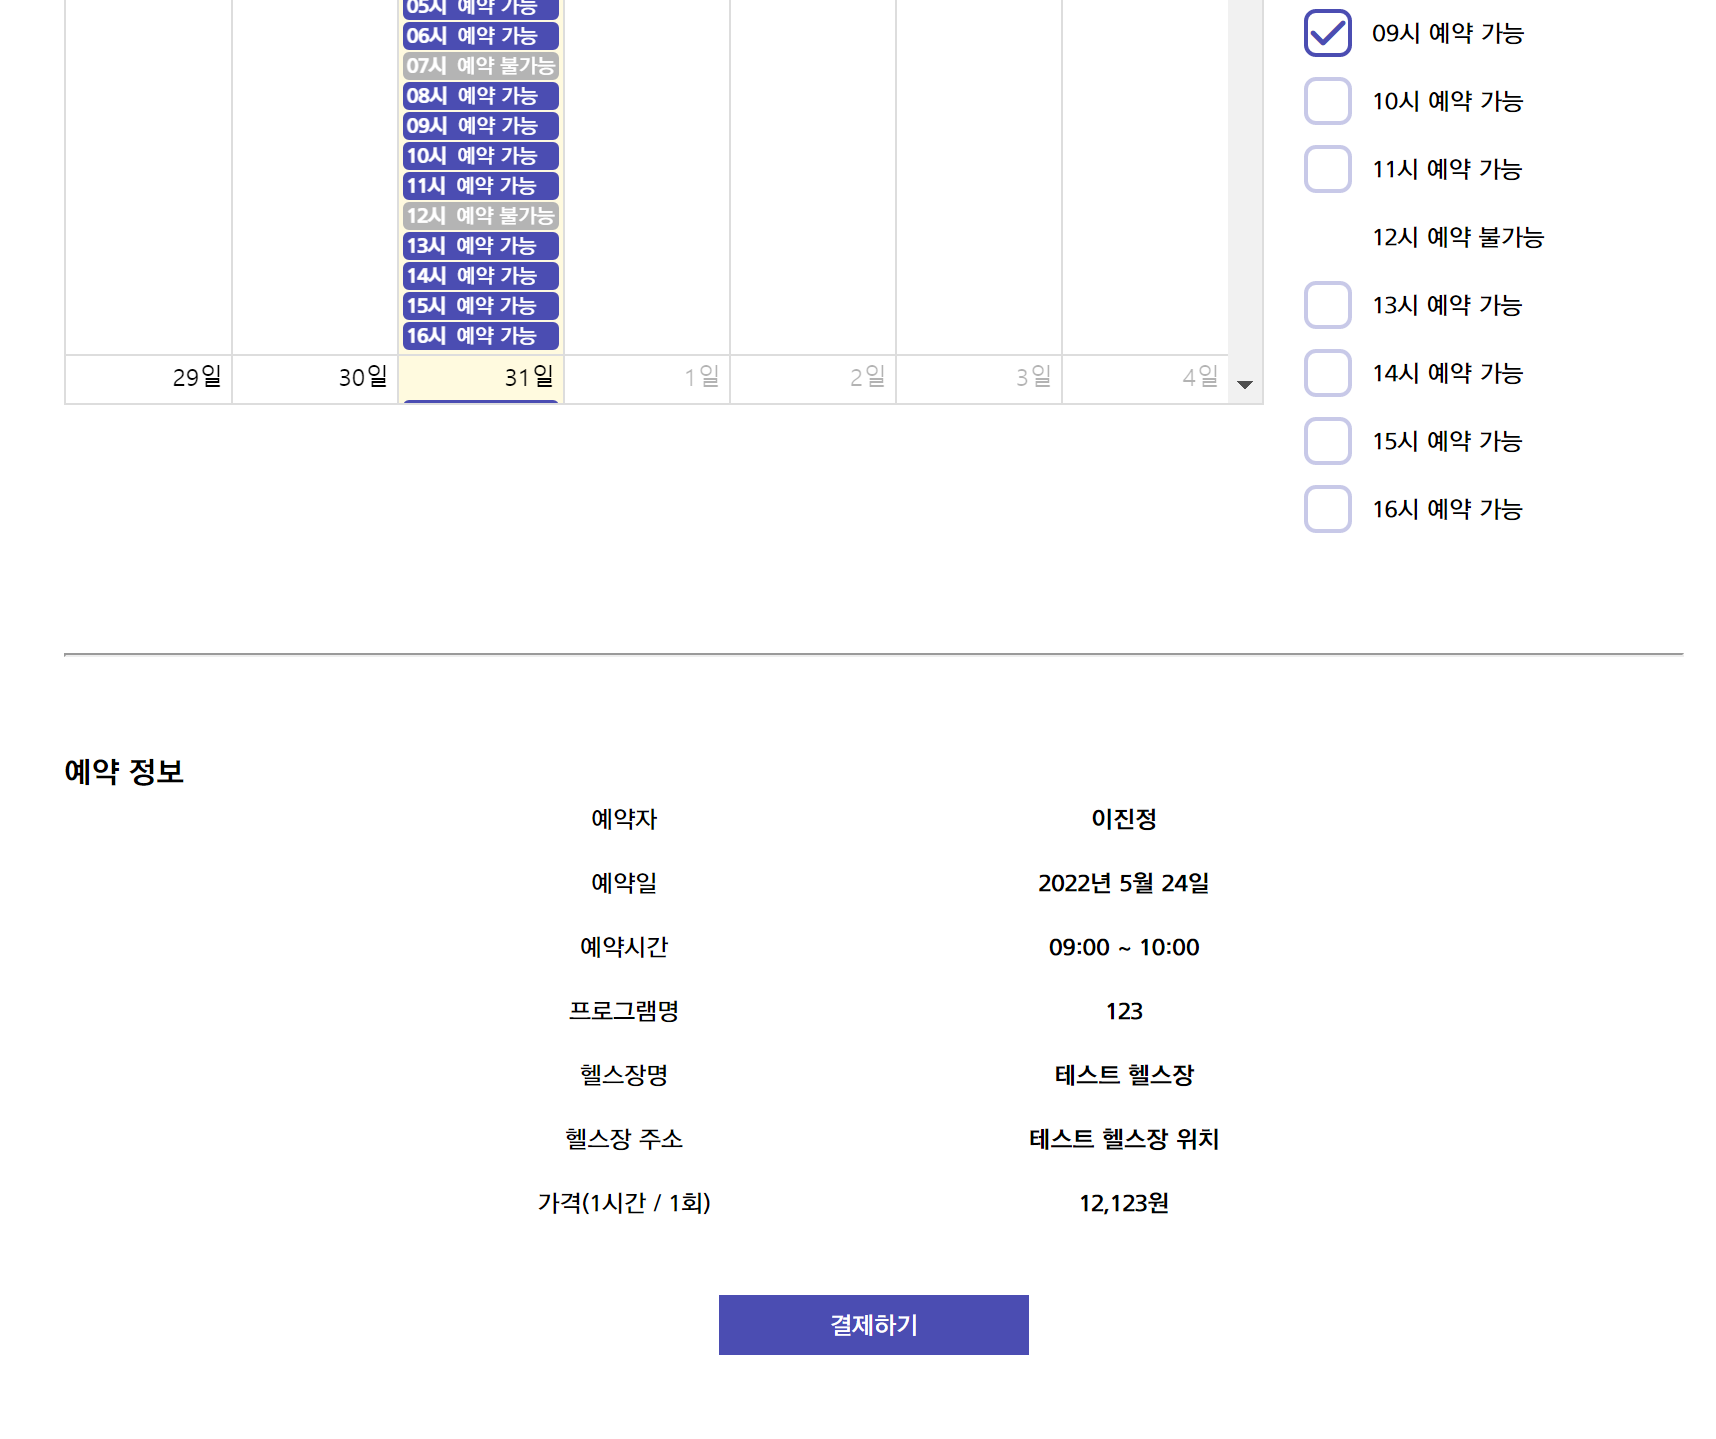 05시 예약 가능
06시 예약 가능
07시 예약 불가능
08시 예약 가능
09시 예약 가능
10시 예약 가능
11시 예약 가능
12시 예약 불가능
13시 예약 가능
14시 예약 가능
15시 예약 가능
16시 예약 가능
29일 30일 31일 1일 2일 3일 4일
09시 예약 가능
10시 예약 가능
11시 예약 가능
12시 예약 불가능
13시 예약 가능
14시 예약 가능
15시 예약 가능
16시 예약 가능
예약 정보
예약자 이진정
예약일 2022년 5월 24일
예약시간 09:00 ~ 10:00
프로그램명 123
헬스장명 테스트 헬스장
헬스장 주소 테스트 헬스장 위치
가격(1시간 / 1회) 12,123원
결제하기